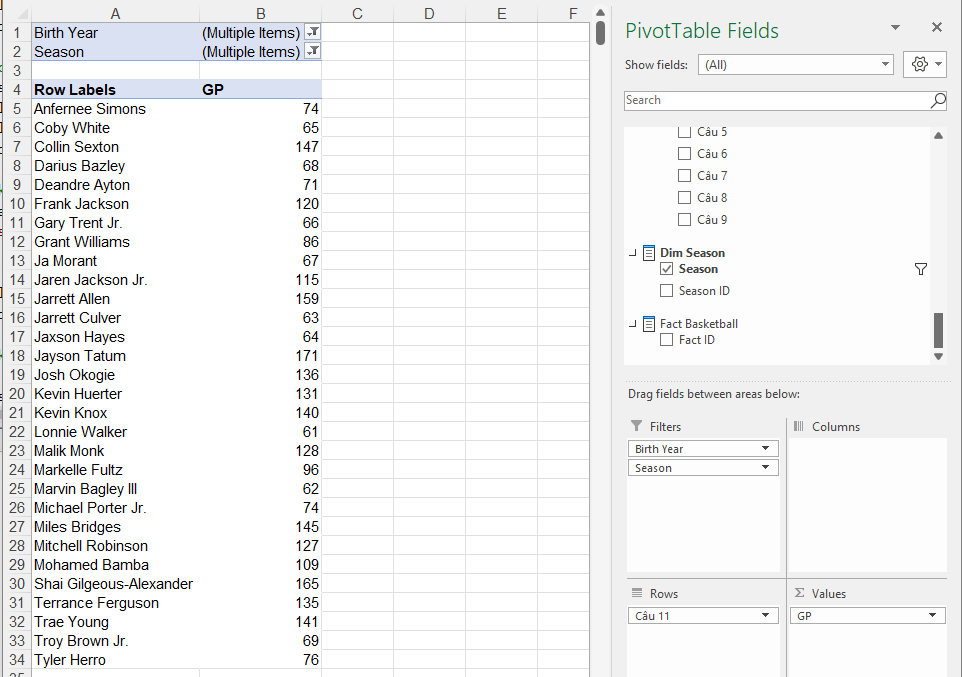 A B C D E F
1 Birth Year (Multiple Items)
2 Season (Multiple Items)
3
4 Row Labels GP
5 Anfernee Simons 74
6 Coby White 65
7 Collin Sexton 147
8 Darius Bazley 68
9 Deandre Ayton 71
10 Frank Jackson 120
11 Gary Trent Jr. 66
12 Grant Williams 86
13 Ja Morant 67
14 Jaren Jackson Jr. 115
15 Jarrett Allen 159
16 Jarrett Culver 63
17 Jaxson Hayes 64
18 Jayson Tatum 171
19 Josh Okogie 136
20 Kevin Huerter 131
21 Kevin Knox 140
22 Lonnie Walker 61
23 Malik Monk 128
24 Markelle Fultz 96
25 Marvin Bagley III 62
26 Michael Porter Jr. 74
27 Miles Bridges 145
28 Mitchell Robinson 127
29 Mohamed Bamba 109
30 Shai Gilgeous-Alexander 165
31 Terrance Ferguson 135
32 Trae Young 141
33 Troy Brown Jr. 69
34 Tyler Herro 76
PivotTable Fields
Show fields: (All)
Search
Câu 5
Câu 6
Câu 7
Câu 8
Câu 9
Dim Season
Season
Season ID
Fact Basketball
Fact ID
Drag fields between areas below:
Filters
Birth Year
Season
Columns
Rows
Câu 11
Σ Values
GP